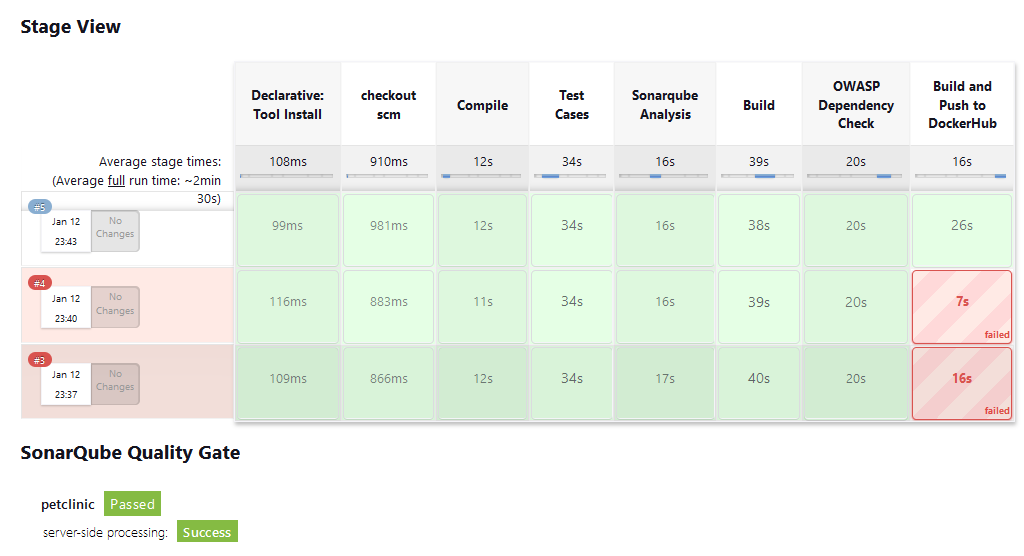 Stage View
Declarative:
Tool Install
checkout
scm
Compile
Test
Cases
Sonarqube
Analysis
Build
OWASP
Dependency
Check
Build and
Push to
DockerHub
Average stage times:
(Average full run time: ~2min
30s)
108ms
910ms
12s
34s
16s
39s
20s
16s
#5
Jan 12
23:43
No
Changes
99ms
981ms
12s
34s
16s
38s
20s
26s
#4
Jan 12
23:40
No
Changes
116ms
883ms
11s
34s
16s
39s
20s
7s
failed
#3
Jan 12
23:37
No
Changes
109ms
866ms
12s
34s
17s
40s
20s
16s
failed
SonarQube Quality Gate
petclinic Passed
server-side processing: Success